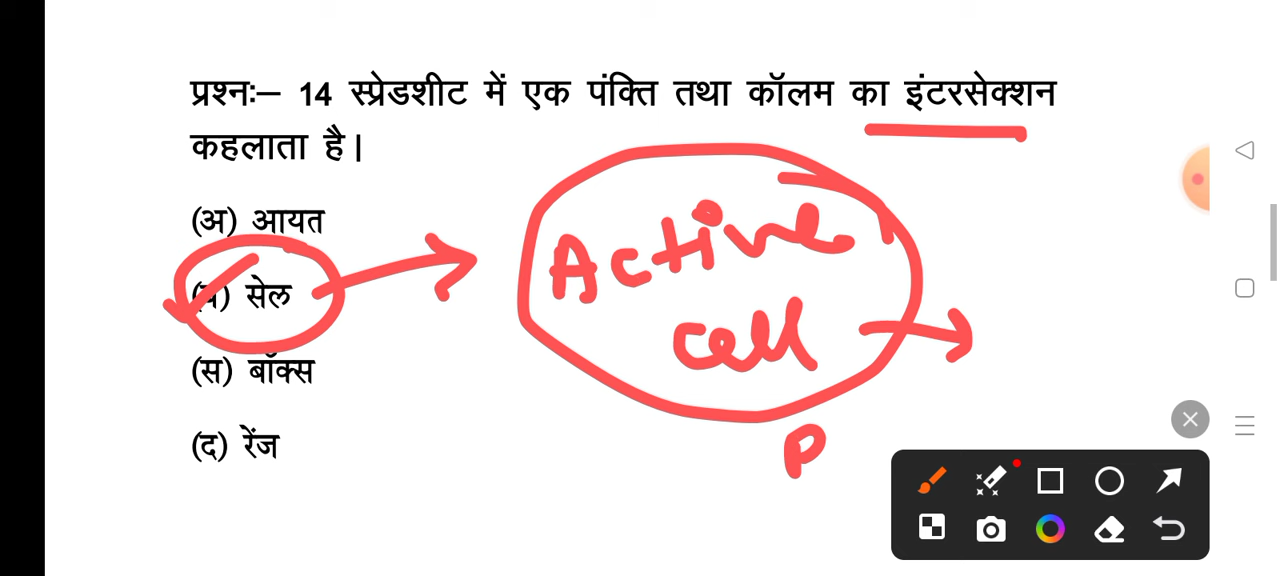 प्रश्नः– 14 स्प्रेडशीट में एक पंक्ति तथा कॉलम का इंटरसेक्शन
कहलाता है।
(अ) आयत
(ब) सेल
(स) बॉक्स
(द) रेंज
Active
cell
P